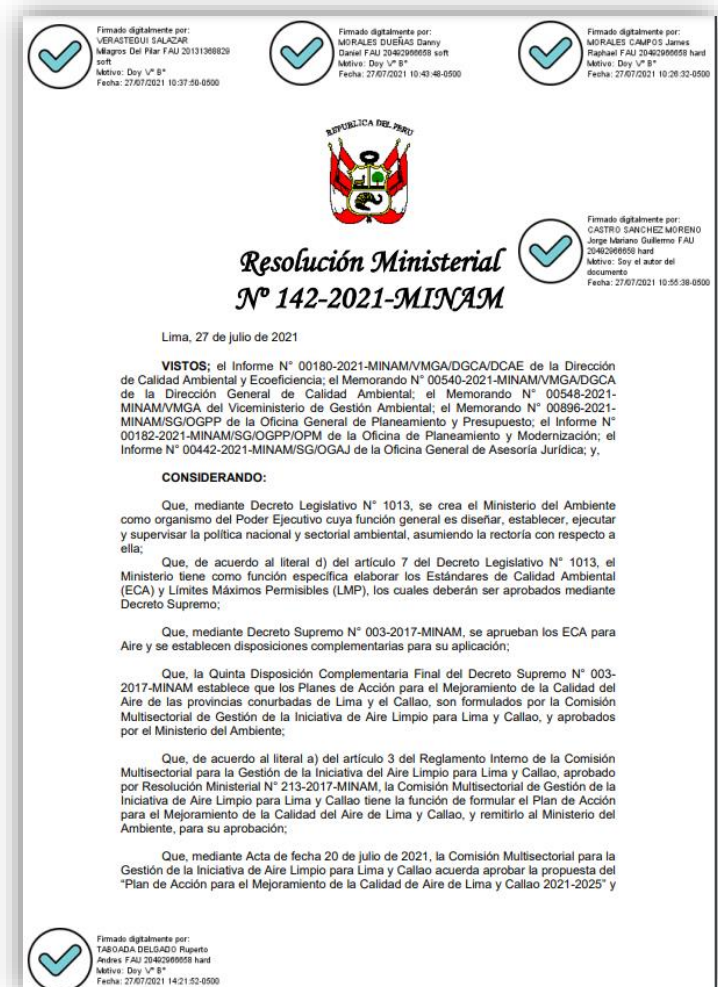 Firmado digitalmente por:
VERASTEGUI SALAZAR
Milagros Del Pilar FAU 20131368829
soft
Motivo: Doy V° B°
Fecha: 27/07/2021 10:37:50-0500
Firmado digitalmente por:
MORALES DUEÑAS Danny
Daniel FAU 20492966658 soft
Motivo: Doy V° B°
Fecha: 27/07/2021 10:43:48-0500
Firmado digitalmente por:
MORALES CAMPOS James
Raphael FAU 20492966658 hard
Motivo: Doy V° B°
Fecha: 27/07/2021 10:26:32-0500
REPUBLICA DEL PERU
Firmado digitalmente por:
CASTRO SANCHEZ MORENO
Jorge Mariano Guillermo FAU
20492966658 hard
Motivo: Soy el autor del
documento
Fecha: 27/07/2021 10:55:38-0500
Resolución Ministerial
N° 142-2021-MINAM
Lima, 27 de julio de 2021
VISTOS; el Informe N° 00180-2021-MINAM/VMGA/DGCA/DCAE de la Dirección
de Calidad Ambiental y Ecoeficiencia; el Memorando N° 00540-2021-MINAM/VMGA/DGCA
de la Dirección General de Calidad Ambiental; el Memorando N° 00548-2021-
MINAM/VMGA del Viceministerio de Gestión Ambiental; el Memorando N° 00896-2021-
MINAM/SG/OGPP de la Oficina General de Planeamiento y Presupuesto; el Informe N°
00182-2021-MINAM/SG/OGPP/OPM de la Oficina de Planeamiento y Modernización; el
Informe N° 00442-2021-MINAM/SG/OGAJ de la Oficina General de Asesoría Jurídica; y,
CONSIDERANDO:
Que, mediante Decreto Legislativo N° 1013, se crea el Ministerio del Ambiente
como organismo del Poder Ejecutivo cuya función general es diseñar, establecer, ejecutar
y supervisar la política nacional y sectorial ambiental, asumiendo la rectoría con respecto a
ella;
Que, de acuerdo al literal d) del artículo 7 del Decreto Legislativo N° 1013, el
Ministerio tiene como función específica elaborar los Estándares de Calidad Ambiental
(ECA) y Límites Máximos Permisibles (LMP), los cuales deberán ser aprobados mediante
Decreto Supremo;
Que, mediante Decreto Supremo N° 003-2017-MINAM, se aprueban los ECA para
Aire y se establecen disposiciones complementarias para su aplicación;
Que, la Quinta Disposición Complementaria Final del Decreto Supremo N° 003-
2017-MINAM establece que los Planes de Acción para el Mejoramiento de la Calidad del
Aire de las provincias conurbadas de Lima y el Callao, son formulados por la Comisión
Multisectorial de Gestión de la Iniciativa de Aire Limpio para Lima y Callao, y aprobados
por el Ministerio del Ambiente;
Que, de acuerdo al literal a) del artículo 3 del Reglamento Interno de la Comisión
Multisectorial para la Gestión de la Iniciativa del Aire Limpio para Lima y Callao, aprobado
por Resolución Ministerial N° 213-2017-MINAM, la Comisión Multisectorial de Gestión de la
Iniciativa de Aire Limpio para Lima y Callao tiene la función de formular el Plan de Acción
para el Mejoramiento de la Calidad del Aire de Lima y Callao, y remitirlo al Ministerio del
Ambiente, para su aprobación;
Que, mediante Acta de fecha 20 de julio de 2021, la Comisión Multisectorial para la
Gestión de la Iniciativa de Aire Limpio para Lima y Callao acuerda aprobar la propuesta del
"Plan de Acción para el Mejoramiento de la Calidad de Aire de Lima y Callao 2021-2025" y
Firmado digitalmente por:
TABOADA DELGADO Ruperto
Andres FAU 20492966658 hard
Motivo: Doy V° B°
Fecha: 27/07/2021 14:21:52-0500